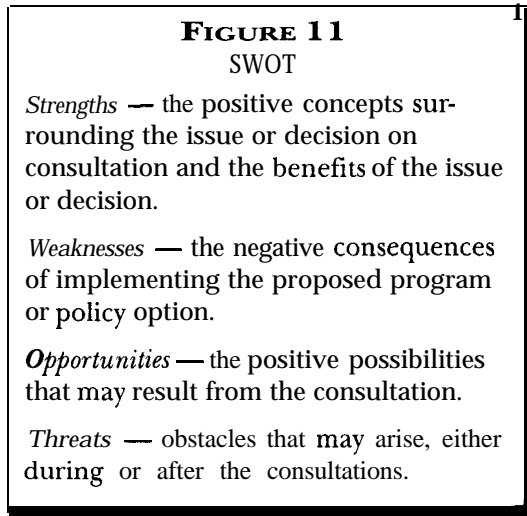 1
FIGURE 11
SWOT
Strengths — the positive concepts sur-
rounding the issue or decision on
consultation and the benefits of the issue
or decision.
Weaknesses — the negative consequences
of implementing the proposed program
or policy option.
Opportunities — the positive possibilities
that may result from the consultation.
Threats — obstacles that may arise, either
during or after the consultations.